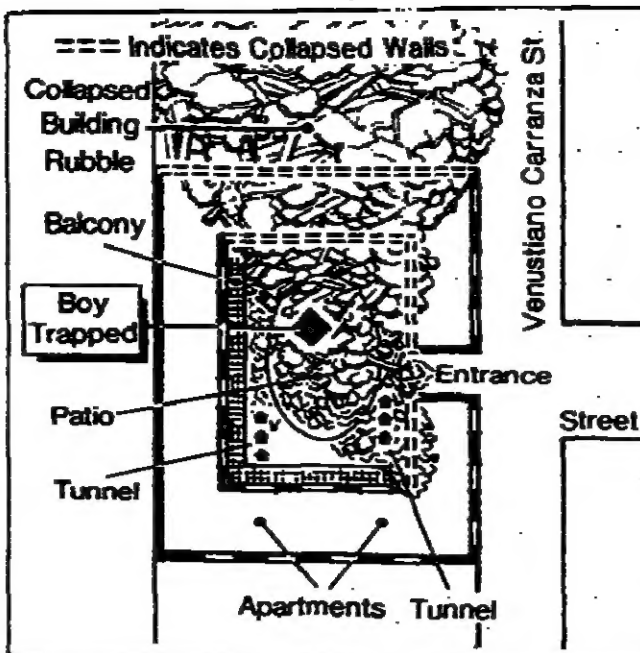 === Indicates Collapsed Walls
Collapsed
Building
Rubble
Venustiano Carranza St.
Balcony
Boy
Trapped
Entrance
Patio
Street
Tunnel
Apartments
Tunnel